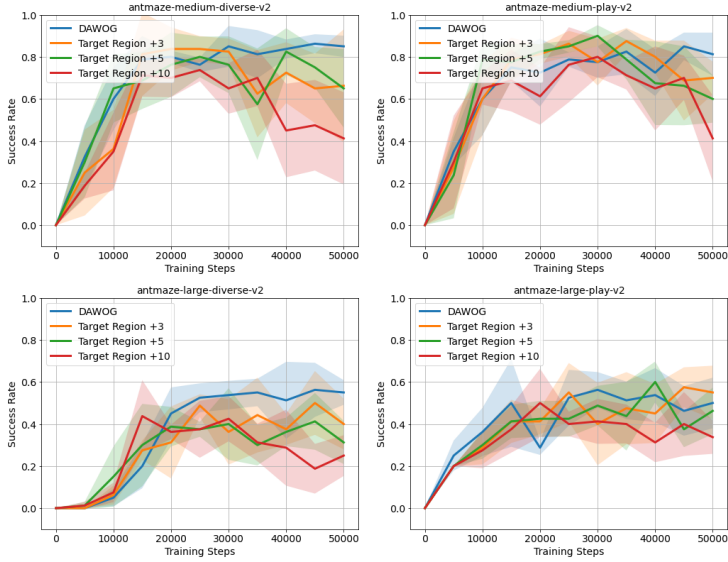 antmaze-medium-diverse-v2
1.0
0.8
0.6
0.4
0.2
0.0
Success Rate
DAWOG
Target Region +3
Target Region +5
Target Region +10
0 10000 20000 30000 40000 50000
Training Steps
antmaze-medium-play-v2
1.0
0.8
0.6
0.4
0.2
0.0
Success Rate
DAWOG
Target Region +3
Target Region +5
Target Region +10
0 10000 20000 30000 40000 50000
Training Steps
antmaze-large-diverse-v2
1.0
0.8
0.6
0.4
0.2
0.0
Success Rate
DAWOG
Target Region +3
Target Region +5
Target Region +10
0 10000 20000 30000 40000 50000
Training Steps
antmaze-large-play-v2
1.0
0.8
0.6
0.4
0.2
0.0
Success Rate
DAWOG
Target Region +3
Target Region +5
Target Region +10
0 10000 20000 30000 40000 50000
Training Steps